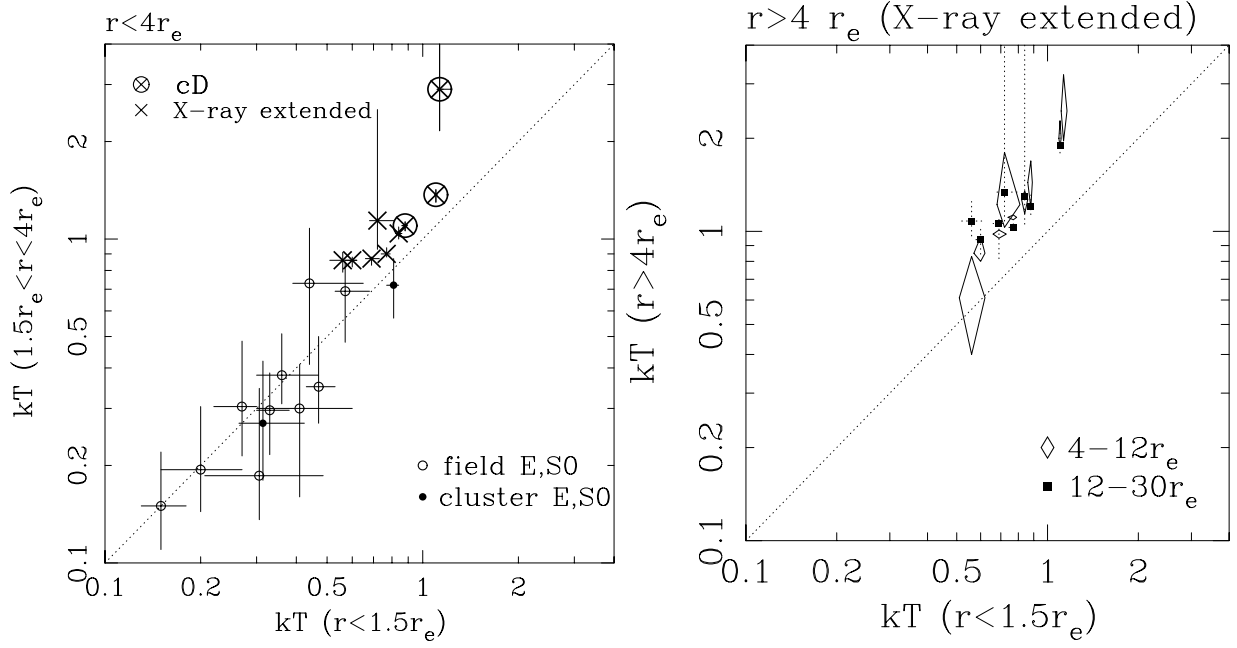 r<4r_e
cD
X-ray extended
field E,S0
cluster E,S0
kT (1.5r_e<r<4r_e)
2
1
0.5
0.2
0.1
0.1 0.2 0.5 1 2
kT (r<1.5r_e)
r>4 r_e (X-ray extended)
4-12r_e
12-30r_e
kT (r>4r_e)
2
1
0.5
0.2
0.1
0.1 0.2 0.5 1 2
kT (r<1.5r_e)